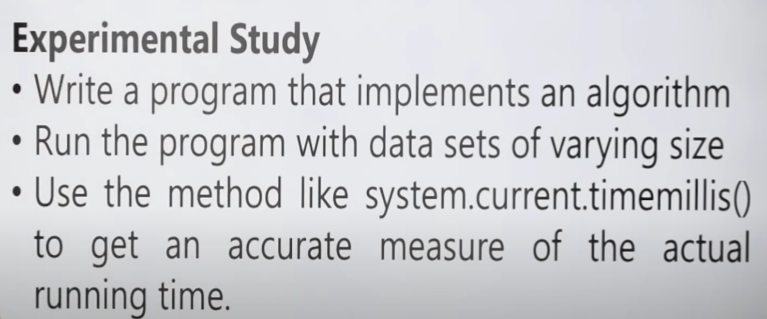 Experimental Study
• Write a program that implements an algorithm
• Run the program with data sets of varying size
• Use the method like system.current.timemillis()
to get an accurate measure of the actual
running time.